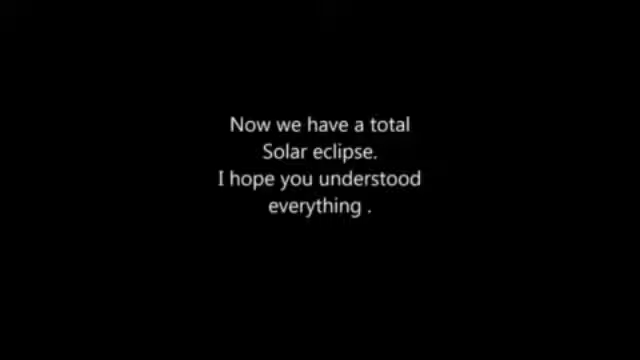 Now we have a total
Solar eclipse.
I hope you understood
everything .